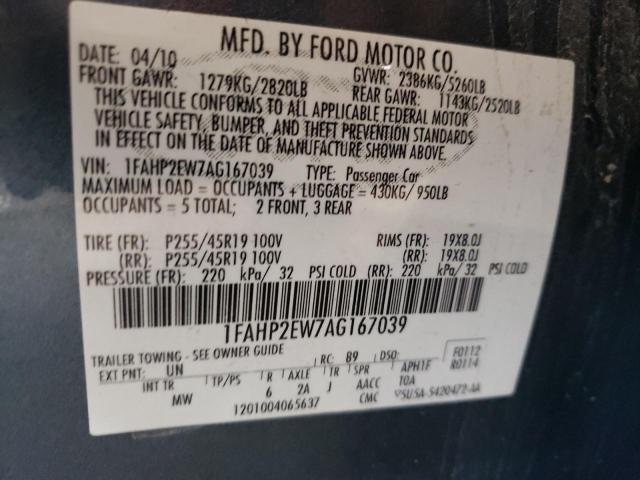 MFD. BY FORD MOTOR CO.
DATE: 04/10 GVWR: 2386KG/5260LB
FRONT GAWR: 1279KG/2820LB REAR GAWR: 1143KG/2520LB
THIS VEHICLE CONFORMS TO ALL APPLICABLE FEDERAL MOTOR
VEHICLE SAFETY, BUMPER, AND THEFT PREVENTION STANDARDS
IN EFFECT ON THE DATE OF MANUFACTURE SHOWN ABOVE.
VIN: 1FAHP2EW7AG167039 TYPE: Passenger Car
MAXIMUM LOAD = OCCUPANTS + LUGGAGE = 430KG/ 950LB
OCCUPANTS = 5 TOTAL; 2 FRONT, 3 REAR
TIRE (FR): P255/45R19 100V RIMS (FR): 19X8.0J
(RR): P255/45R19 100V (RR): 19X8.0J
PRESSURE (FR): 220 kPa/ 32 PSI COLD (RR): 220 kPa/ 32 PSI COLD
1FAHP2EW7AG167039
TRAILER TOWING - SEE OWNER GUIDE
EXT PNT: UN RC: 89 DSO: F0112
INT TR TP/PS R AXLE TR SPR APH1F R0114
MW 6 2A J AACC 10A
1201004065637 CMC 5U5A-5420472-AA